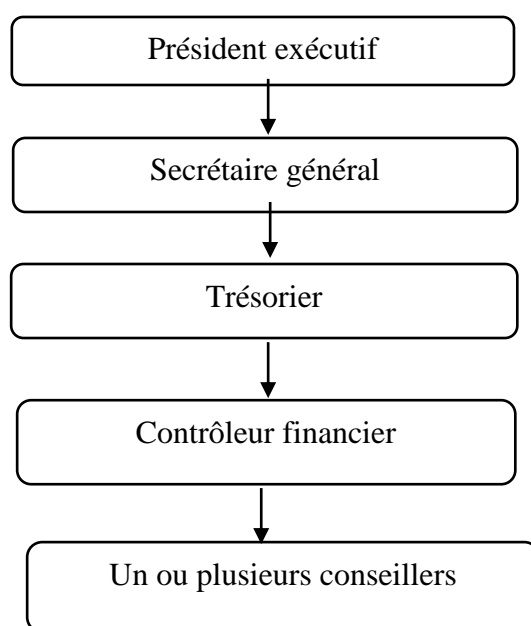 Président exécutif
Secrétaire général
Trésorier
Contrôleur financier
Un ou plusieurs conseillers